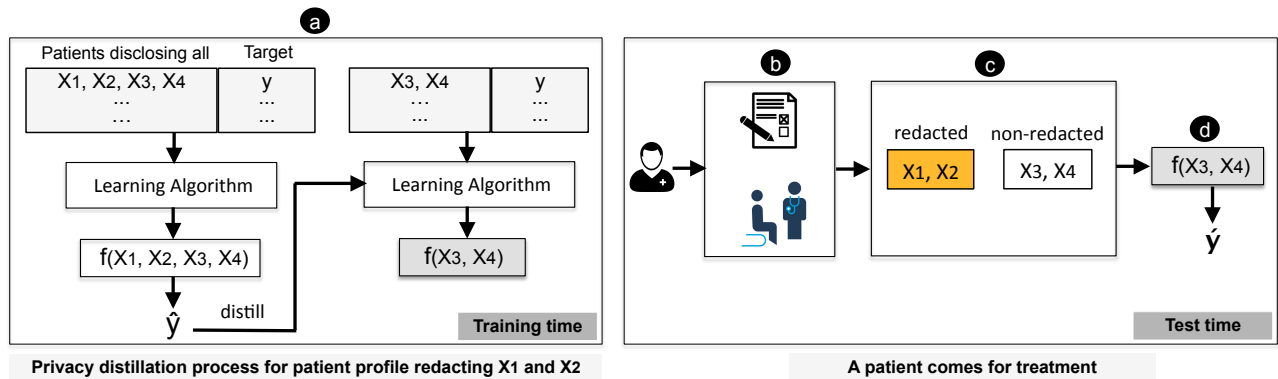 a
Patients disclosing all Target
X1, X2, X3, X4 y
... ...
... ...
X3, X4 y
... ...
... ...
Learning Algorithm
Learning Algorithm
f(X1, X2, X3, X4)
f(X3, X4)
ŷ
distill
Training time
Privacy distillation process for patient profile redacting X1 and X2
b
c
redacted non-redacted
X1, X2 X3, X4
d
f(X3, X4)
ý
Test time
A patient comes for treatment